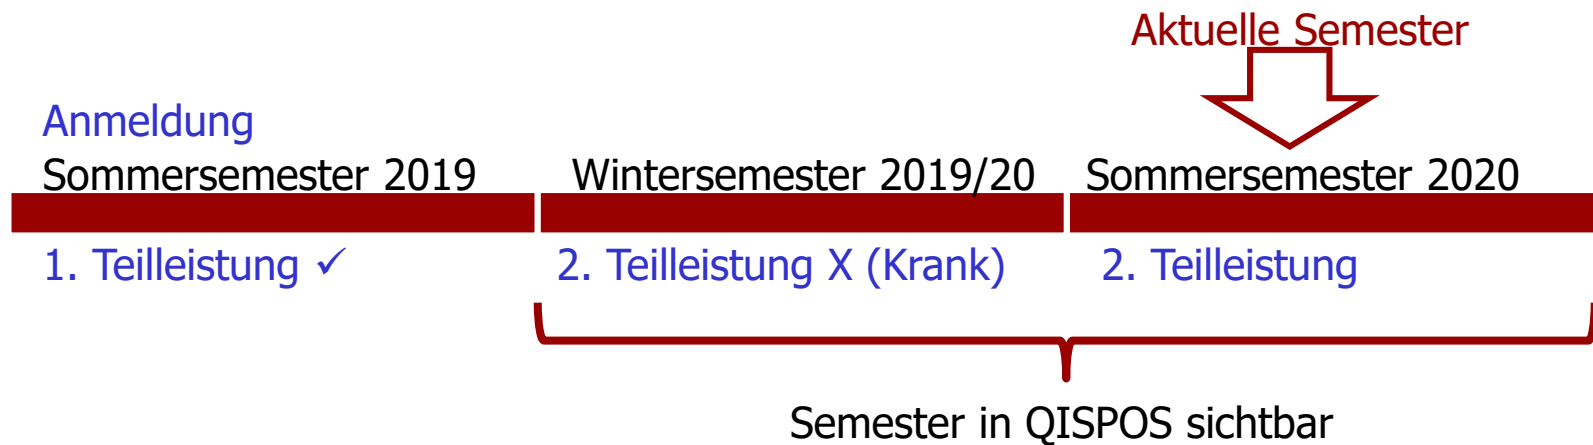 Aktuelle Semester
Anmeldung
Sommersemester 2019
Wintersemester 2019/20
Sommersemester 2020
1. Teilleistung ✓
2. Teilleistung X (Krank)
2. Teilleistung
Semester in QISPOS sichtbar